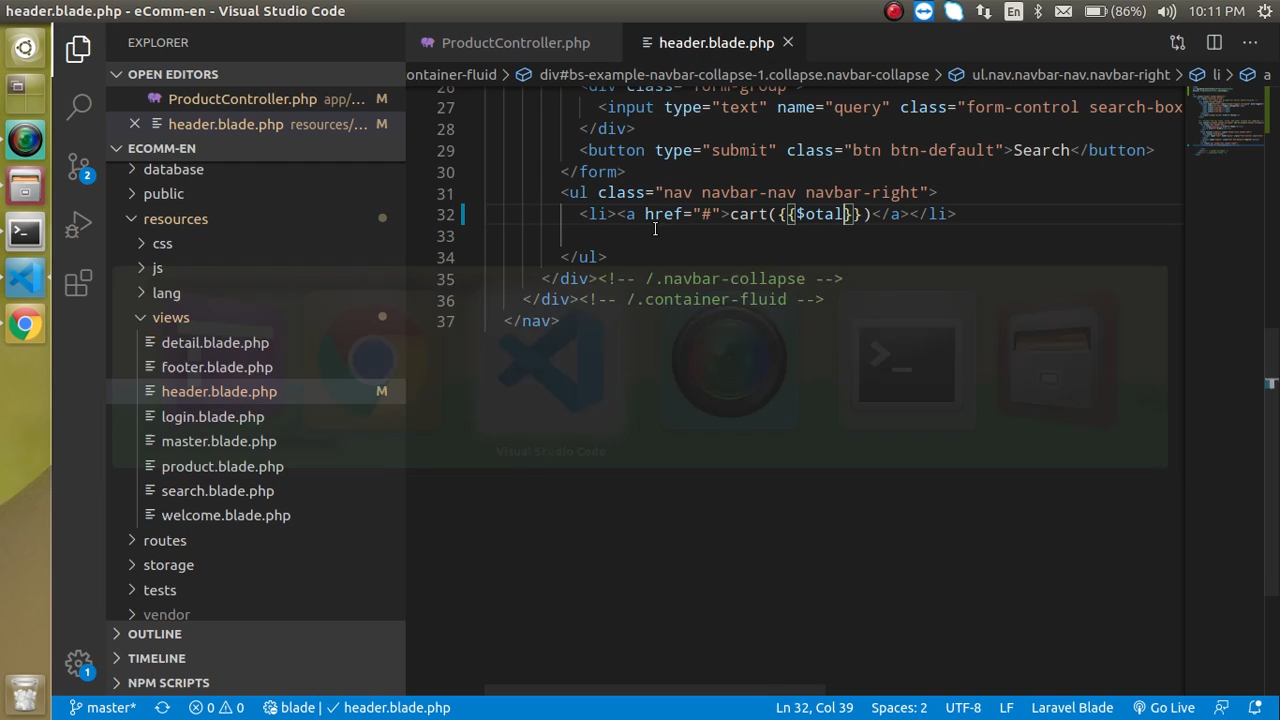 header.blade.php - eComm-en - Visual Studio Code
En
(86%)
10:11 PM
EXPLORER
ProductController.php
header.blade.php
OPEN EDITORS
ProductController.php app/... M
header.blade.php resources/... M
ECOMM-EN
database
public
resources
css
js
lang
views
detail.blade.php
footer.blade.php
header.blade.php M
login.blade.php
master.blade.php
product.blade.php
search.blade.php
welcome.blade.php
routes
storage
tests
vendor
OUTLINE
TIMELINE
NPM SCRIPTS
2
1
ontainer-fluid > div#bs-example-navbar-collapse-1.collapse.navbar-collapse > ul.nav.navbar-nav.navbar-right > li > a
26 <div class="form-group">
27 <input type="text" name="query" class="form-control search-box
28 </div>
29 <button type="submit" class="btn btn-default">Search</button>
30 </form>
31 <ul class="nav navbar-nav navbar-right">
32 <li><a href="#">cart({{$otal}})</a></li>
33
34 </ul>
35 </div><!-- /.navbar-collapse -->
36 </div><!-- /.container-fluid -->
37 </nav>
Visual Studio Code
master*
0 0
blade | header.blade.php
Ln 32, Col 39
Spaces: 2
UTF-8
LF
Laravel Blade
Go Live